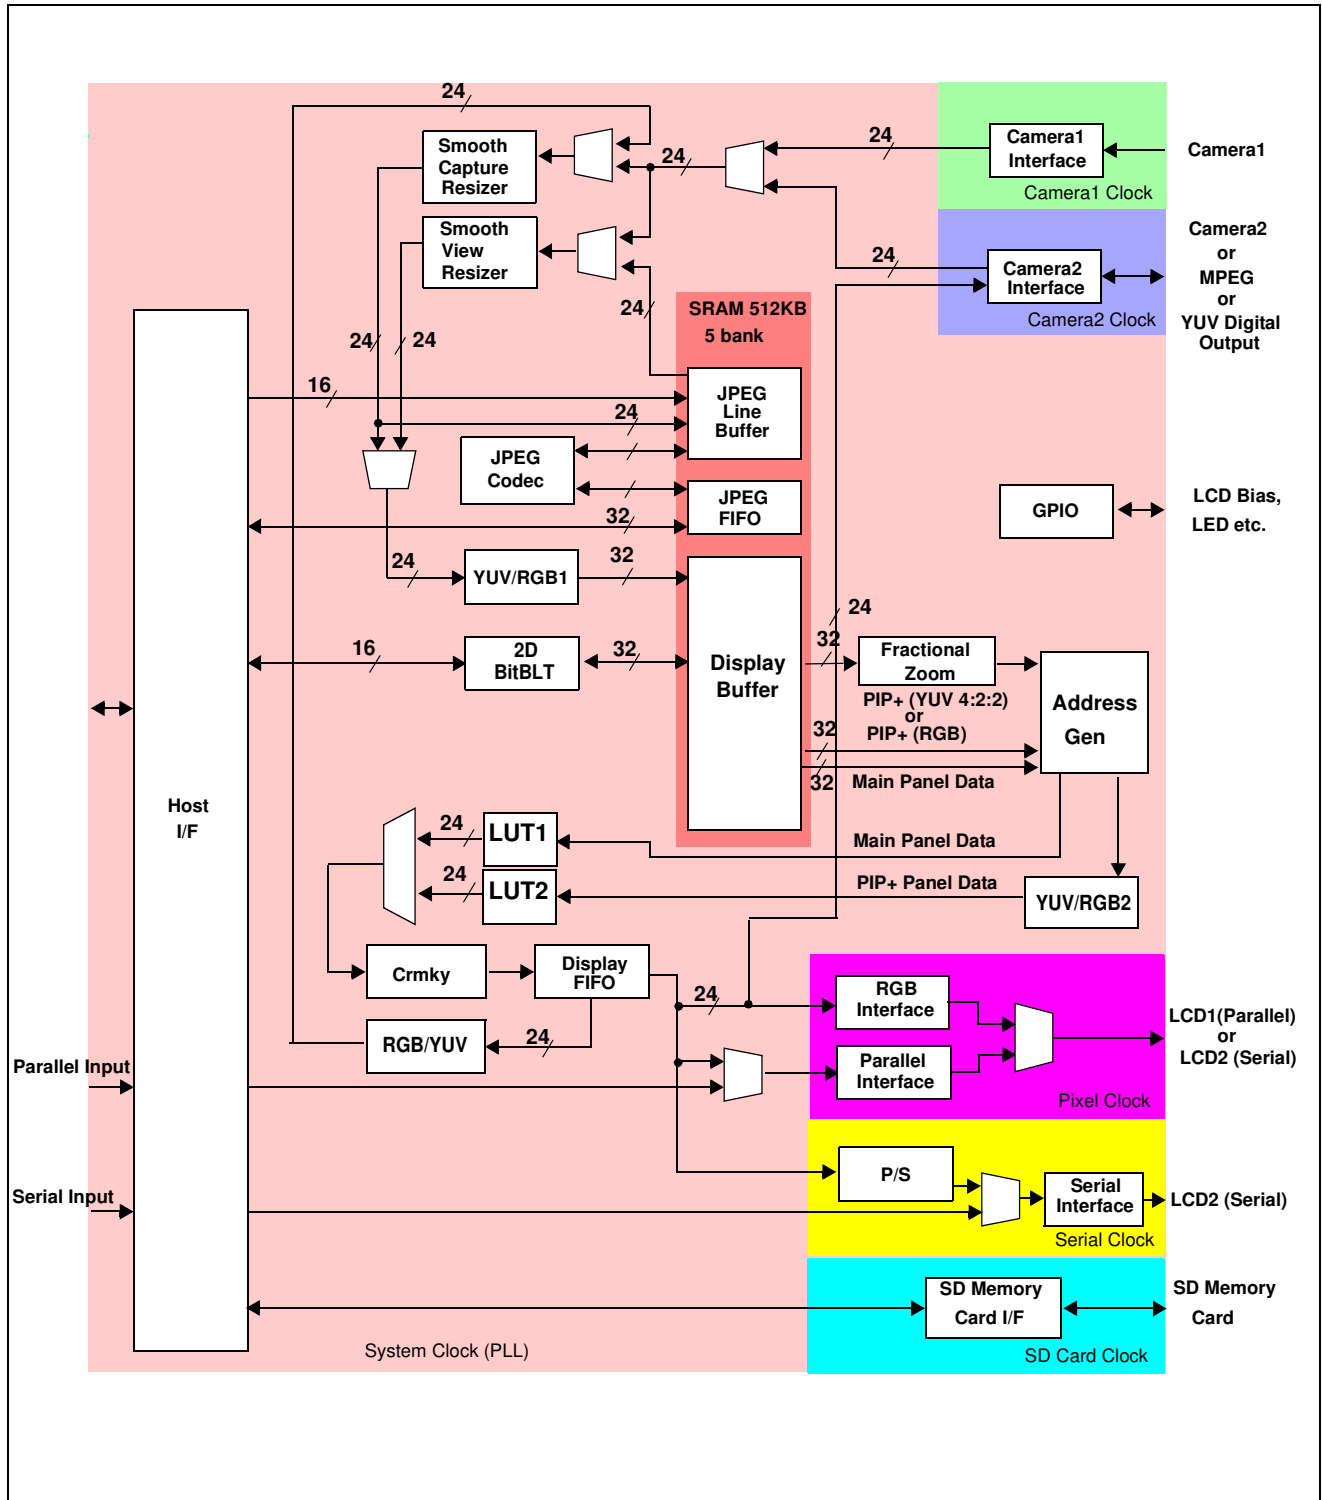 24
Smooth
Capture
Resizer
24
24
Camera1
Interface
Camera1
Camera1 Clock
Smooth
View
Resizer
24
Camera2
Interface
Camera2 Clock
Camera2
or
MPEG
or
YUV Digital
Output
24
SRAM 512KB
5 bank
24
24
16
24
JPEG
Line
Buffer
JPEG
Codec
JPEG
FIFO
32
GPIO
LCD Bias,
LED etc.
24
YUV/RGB1
32
24
16
2D
BitBLT
32
Display
Buffer
32
Fractional
Zoom
PIP+ (YUV 4:2:2)
or
PIP+ (RGB)
32
32
Main Panel Data
Address
Gen
Host
I/F
24
LUT1
Main Panel Data
24
LUT2
PIP+ Panel Data
YUV/RGB2
Crmky
Display
FIFO
24
RGB
Interface
LCD1(Parallel)
or
LCD2 (Serial)
RGB/YUV
24
Parallel
Interface
Pixel Clock
Parallel Input
P/S
Serial
Interface
LCD2 (Serial)
Serial Clock
Serial Input
SD Memory
Card I/F
SD Memory
Card
SD Card Clock
System Clock (PLL)